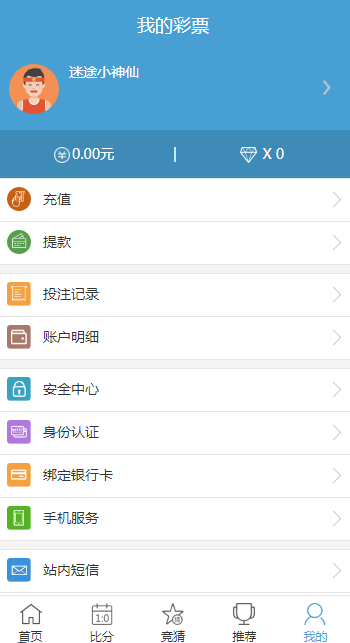 我的彩票
迷途小神仙
0.00元
X 0
充值
提款
投注记录
账户明细
安全中心
身份认证
绑定银行卡
手机服务
站内短信
1:0
首页
比分
竞猜
推荐
我的